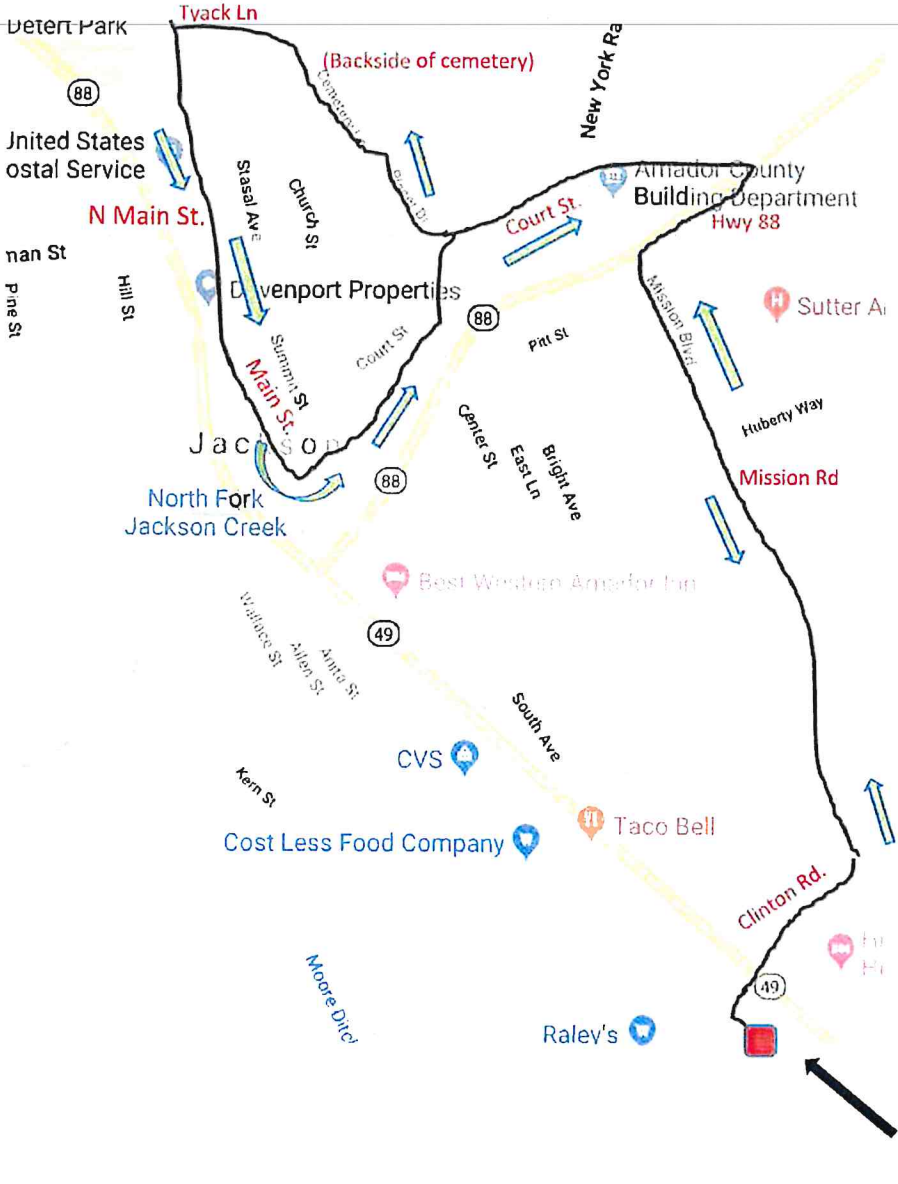 Tyack Ln
Detert Park
(Backside of cemetery)
New York Ra
88
Jnited States
ostal Service
Stasal Ave
Church St
Amador County
Building Department
N Main St.
Court St.
Hwy 88
nan St
Pine St
Hill St
Davenport Properties
Mission Blvd
Sutter A
88
Pitt St
Court St
Summit St
Main St.
Huberty Way
Center St
East Ln
Bright Ave
Jackson
88
Mission Rd
North Fork
Jackson Creek
Best Western Amador Inn
49
Wallace St
Allen St
Anita St
South Ave
CVS
Kern St
Taco Bell
Cost Less Food Company
Clinton Rd.
49
Moore Ditc
Raley's